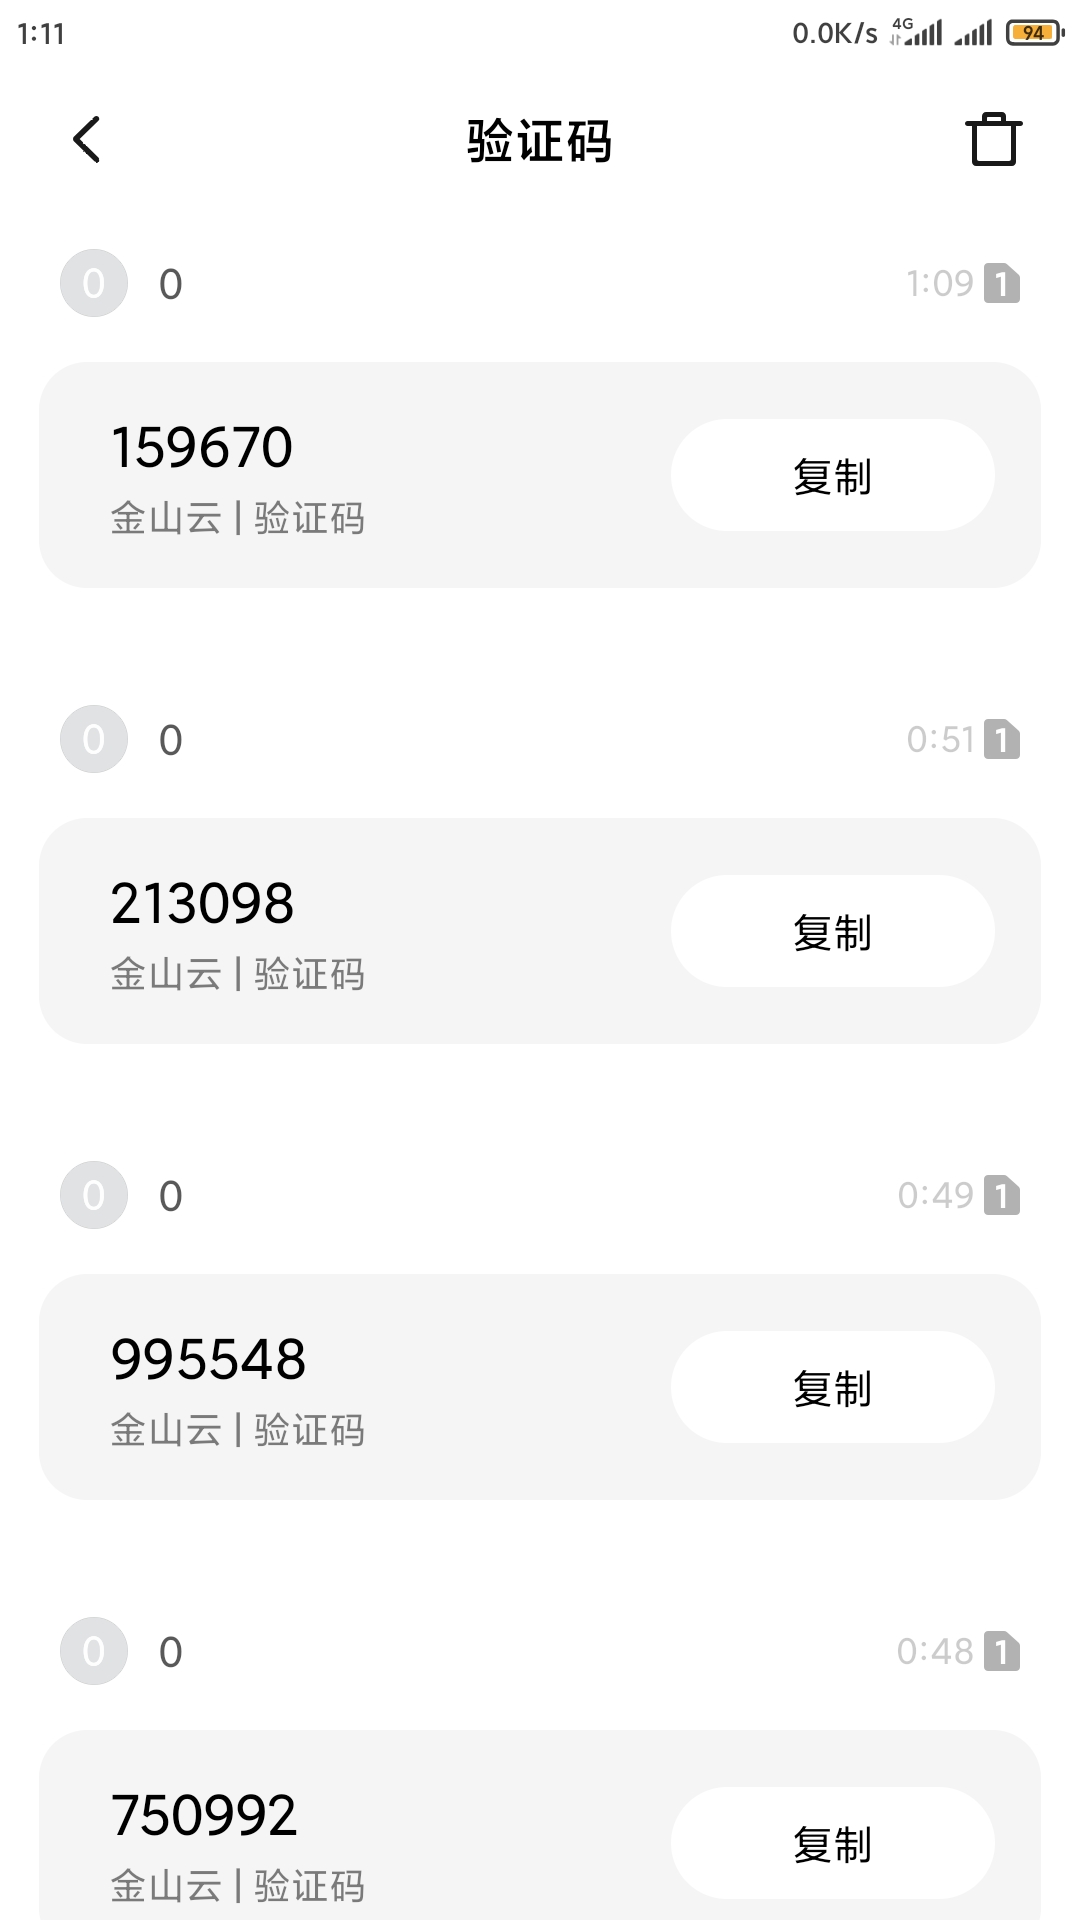 1:11 0.0K/s 4G 94
验证码
0 0 1:09 1
159670 复制
金山云 | 验证码
0 0 0:51 1
213098 复制
金山云 | 验证码
0 0 0:49 1
995548 复制
金山云 | 验证码
0 0 0:48 1
750992 复制
金山云 | 验证码